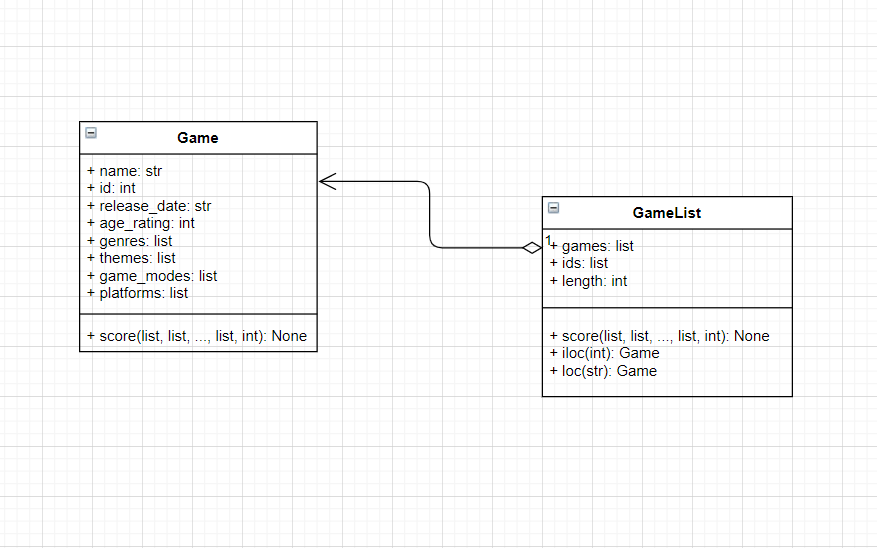 Game
+ name: str
+ id: int
+ release_date: str
+ age_rating: int
+ genres: list
+ themes: list
+ game_modes: list
+ platforms: list
+ score(list, list, ..., list, int): None
GameList
1
+ games: list
+ ids: list
+ length: int
+ score(list, list, ..., list, int): None
+ iloc(int): Game
+ loc(str): Game